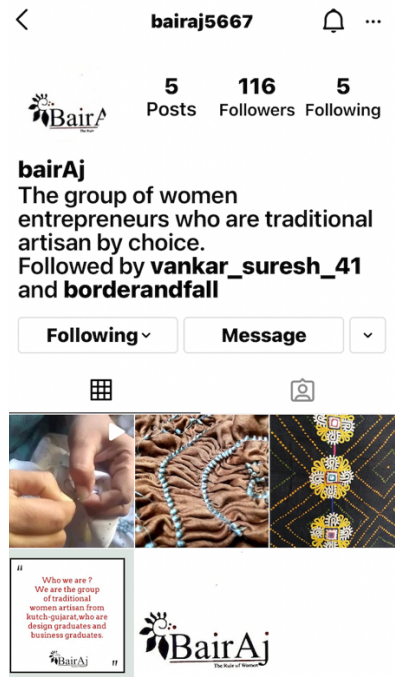 bairaj5667
5 116 5
Posts Followers Following
BairA
bairAj
The group of women
entrepreneurs who are traditional
artisan by choice.
Followed by vankar_suresh_41
and borderandfall
Following Message
"
Who we are ?
We are the group
of traditional
women artisan from
kutch-gujarat,who are
design graduates and
business graduates.
BairAj
"
BairAj
The Ruie of Women